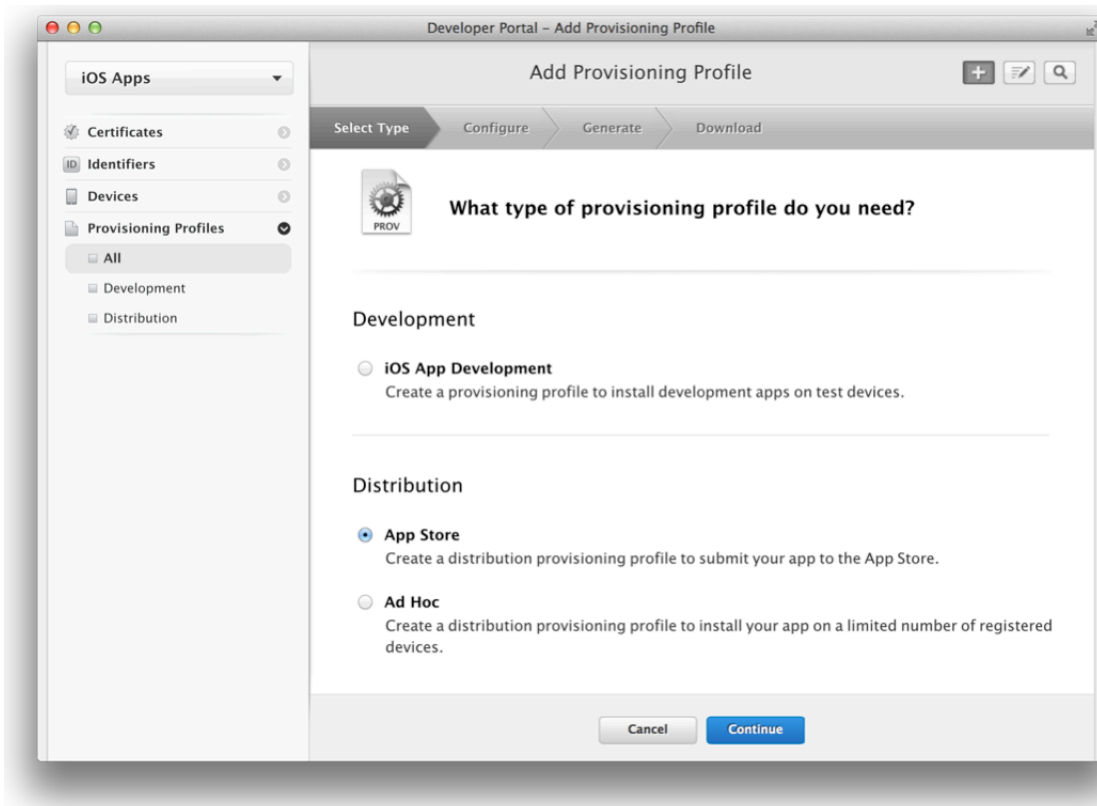 Developer Portal – Add Provisioning Profile
iOS Apps
Add Provisioning Profile
Certificates
ID Identifiers
Devices
Provisioning Profiles
All
Development
Distribution
Select Type
Configure
Generate
Download
PROV
What type of provisioning profile do you need?
Development
iOS App Development
Create a provisioning profile to install development apps on test devices.
Distribution
App Store
Create a distribution provisioning profile to submit your app to the App Store.
Ad Hoc
Create a distribution provisioning profile to install your app on a limited number of registered
devices.
Cancel
Continue